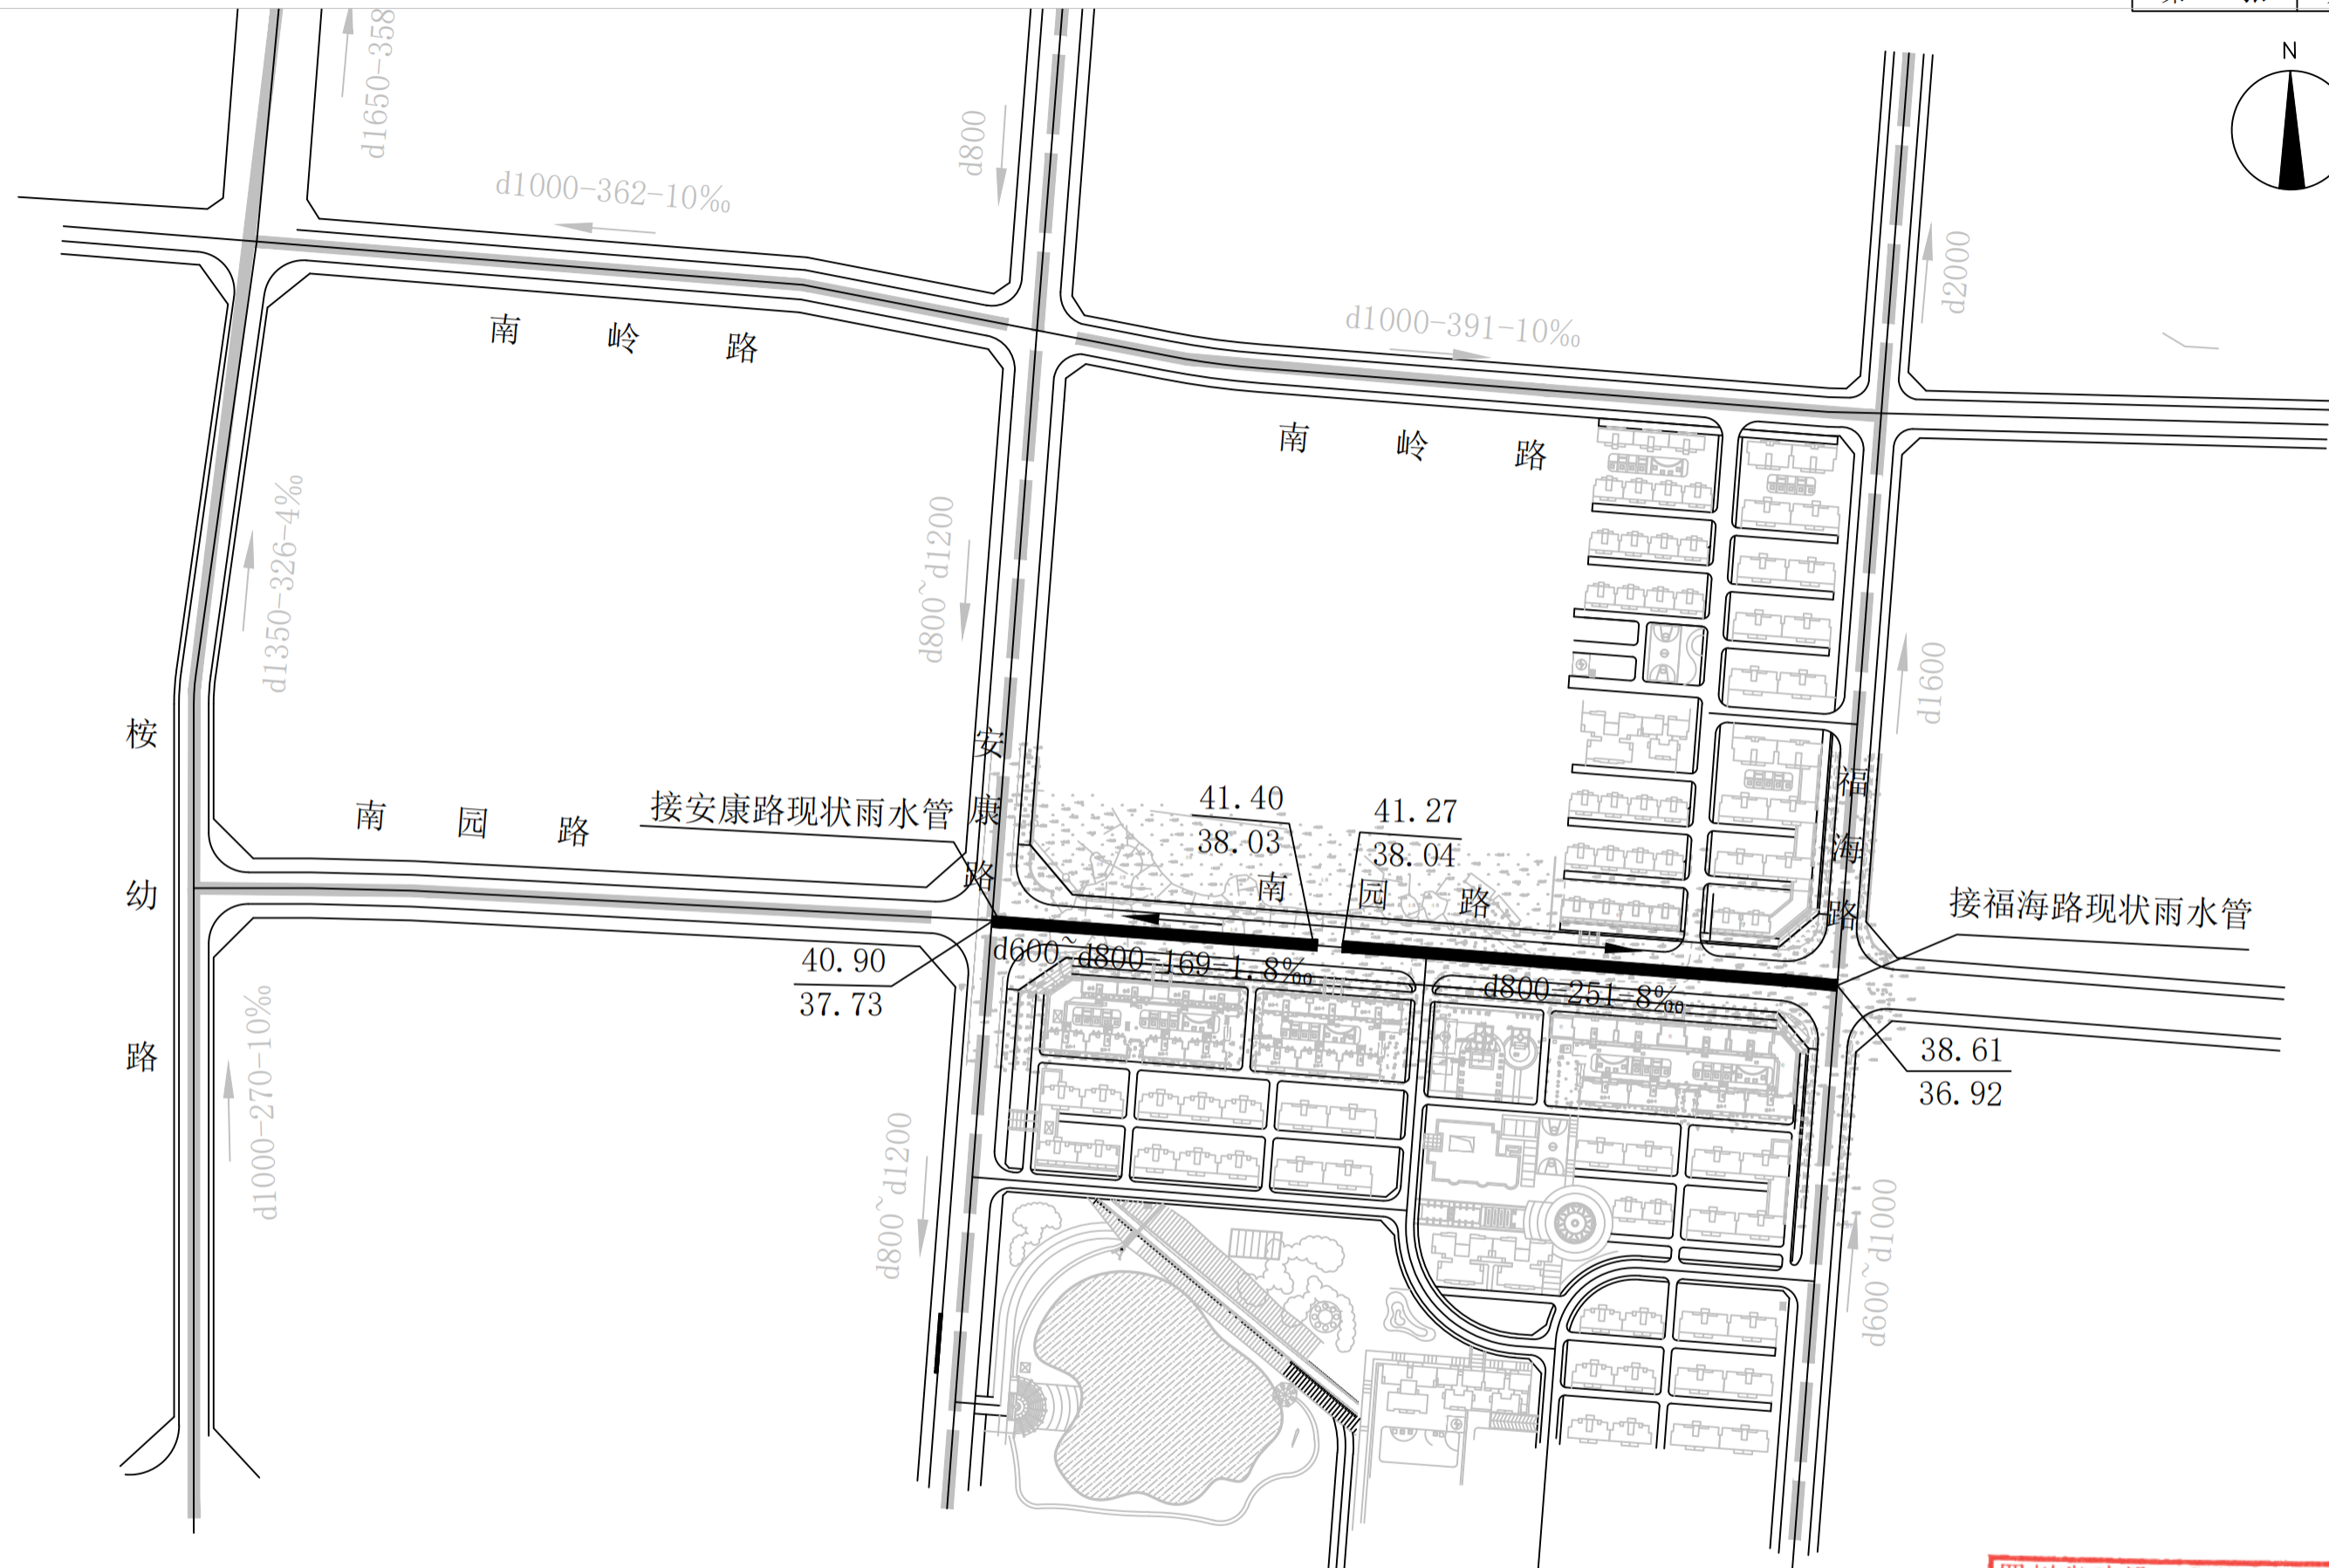 N
d1650-358
d1000-362-10‰
d800
d2000
d1000-391-10‰
南岭路
南岭路
d1350-326-4‰
d800~d1200
d1600
桉幼路
安康路
福海路
南园路
接安康路现状雨水管
41.40
38.03
41.27
38.04
南园路
接福海路现状雨水管
40.90
37.73
d600~d800-169-1.8‰
d800-251-8‰
38.61
36.92
d1000-270-10‰
d800~d1200
d600~d1000